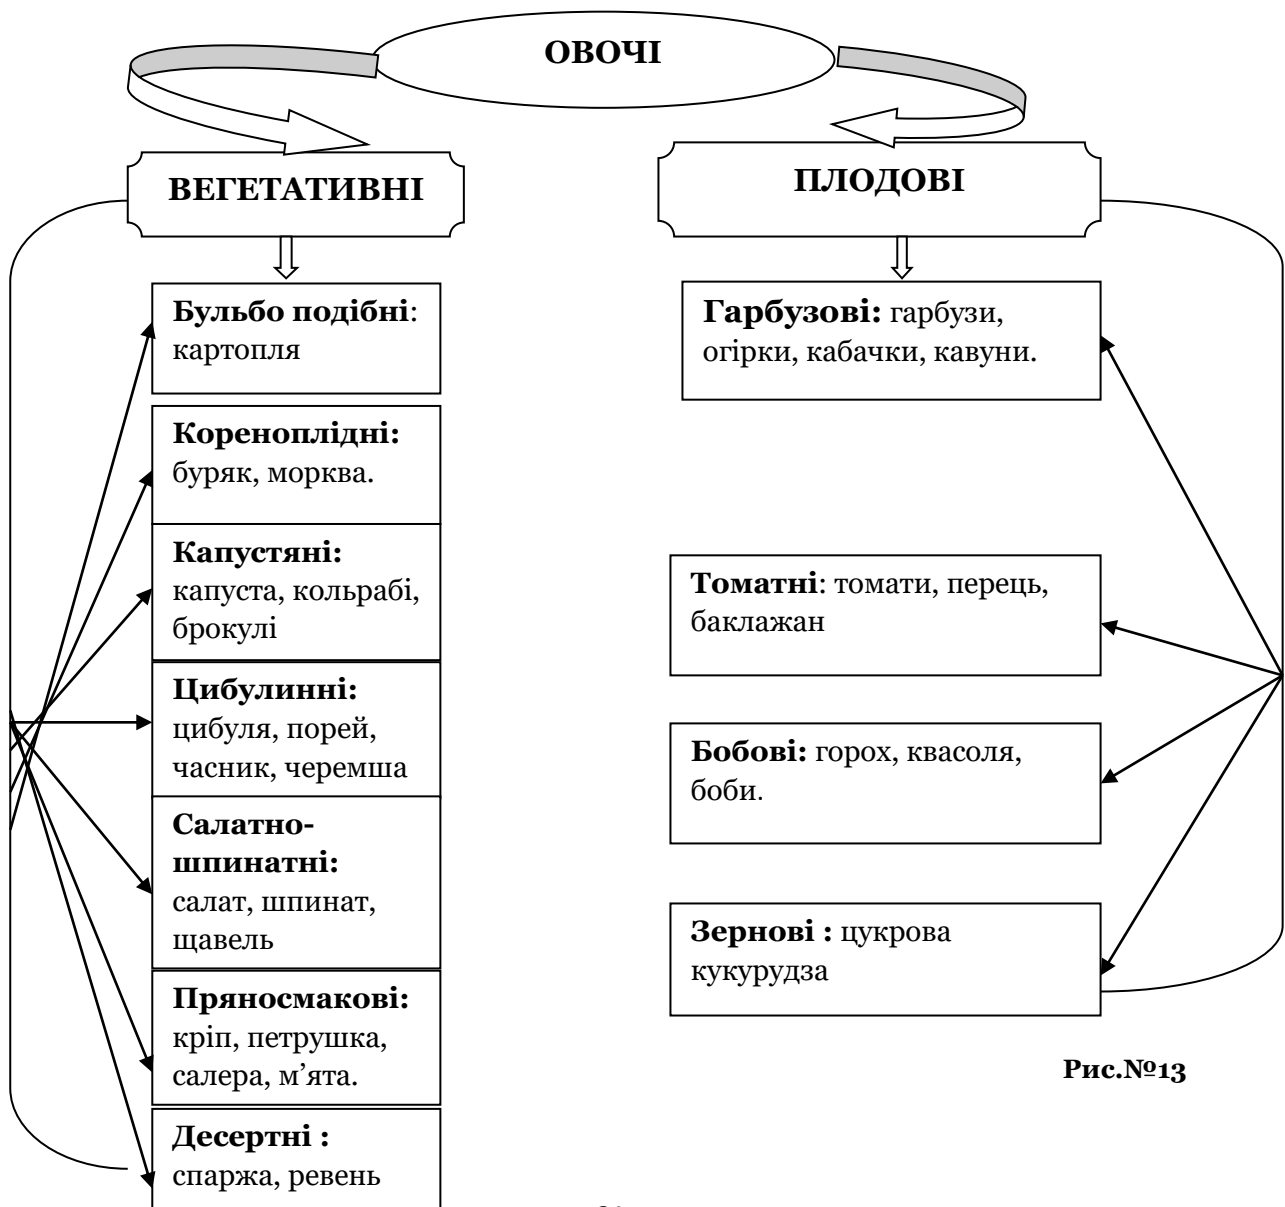 ОВОЧІ
ВЕГЕТАТИВНІ
Бульбо подібні:
картопля
Кореноплідні:
буряк, морква.
Капустяні:
капуста, кольрабі,
брокулі
Цибулинні:
цибуля, порей,
часник, черемша
Салатно-
шпинатні:
салат, шпинат,
щавель
Пряносмакові:
кріп, петрушка,
салера, м’ята.
Десертні :
спаржа, ревень
ПЛОДОВІ
Гарбузові: гарбузи,
огірки, кабачки, кавуни.
Томатні: томати, перець,
баклажан
Бобові: горох, квасоля,
боби.
Зернові : цукрова
кукурудза
Рис.№13